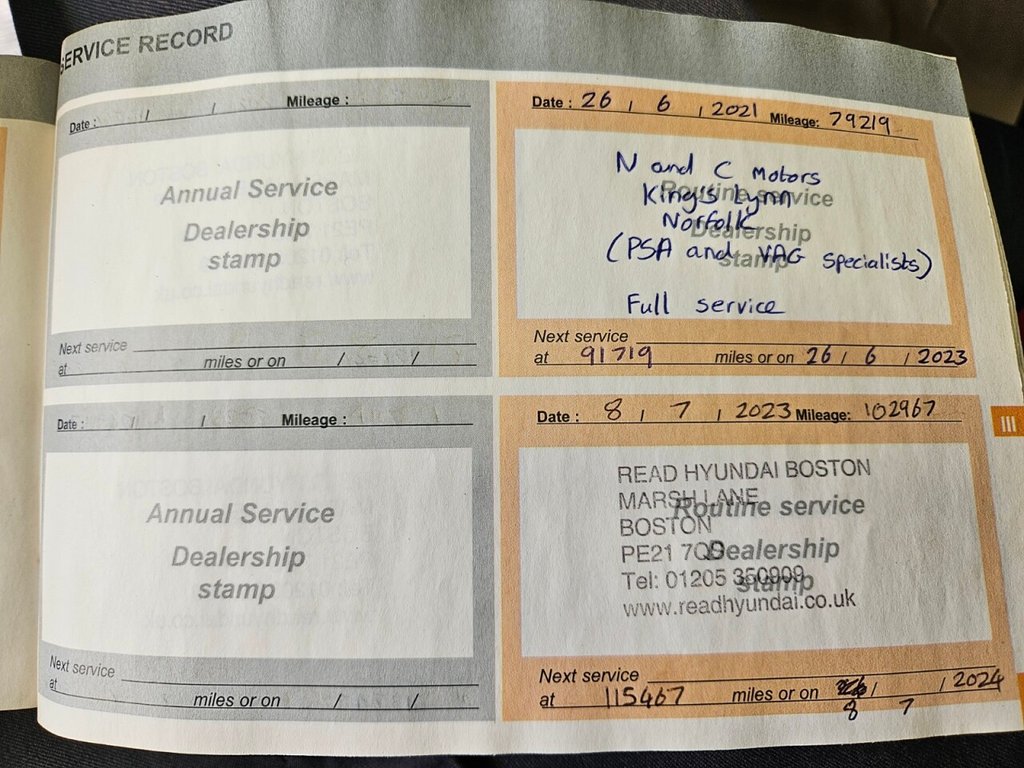 SERVICE RECORD
Date : / / Mileage :
Annual Service
Dealership
stamp
Next service
at miles or on / /
Date : 26 / 6 / 2021 Mileage: 79219
Routine service
Dealership
stamp
N and C Motors
King's Lynn
Norfolk
(PSA and VAG specialists)
Full service
Next service
at 91719 miles or on 26 / 6 / 2023
Date : / / Mileage :
Annual Service
Dealership
stamp
Next service
at miles or on / /
Date : 8 / 7 / 2023 Mileage: 102967
Routine service
Dealership
stamp
READ HYUNDAI BOSTON
MARSH LANE
BOSTON
PE21
Tel: 01205 350909
www.readhyundai.co.uk
Next service
at 115467 miles or on / / 2024
8 7
III